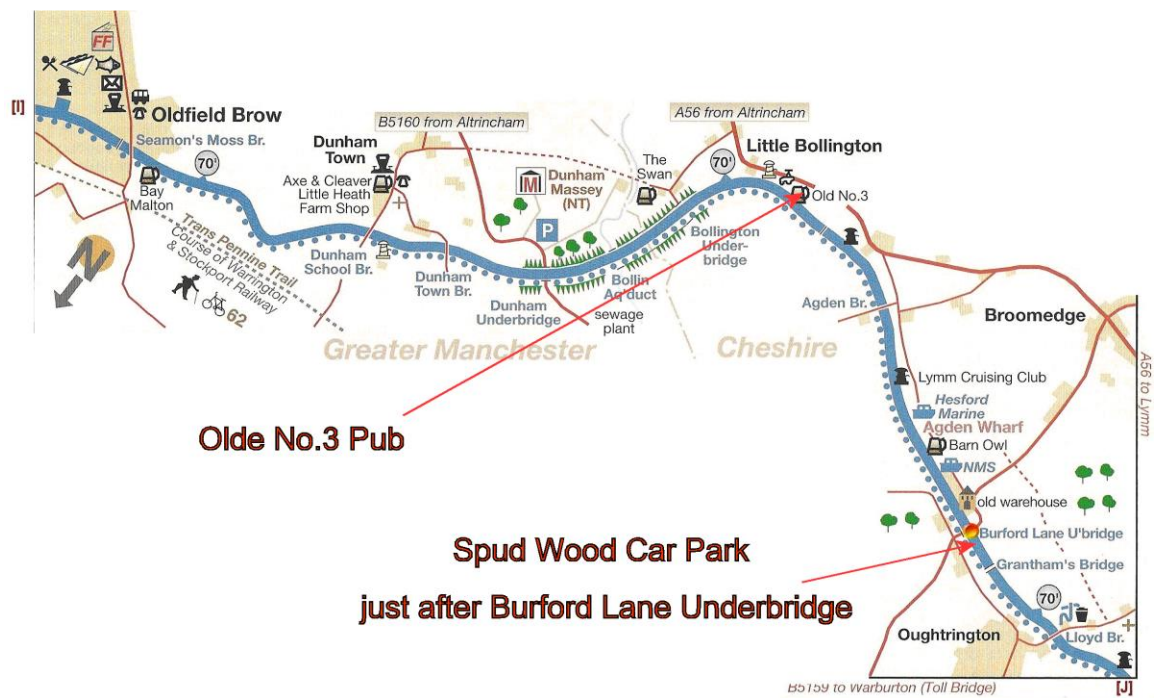 FF
[I]
Oldfield Brow
Seamon's Moss Br.
70'
Bay
Malton
Trans Pennine Trail
Course of Warrington
& Stockport Railway
N
62
B5160 from Altrincham
Dunham
Town
Axe & Cleaver
Little Heath
Farm Shop
Dunham
School Br.
Dunham
Town Br.
M
Dunham
Massey
(NT)
P
Dunham
Underbridge
Bollin
Aq'duct
sewage
plant
The
Swan
A56 from Altrincham
70'
Little Bollington
Old No.3
Bollington
Under-
bridge
Agden Br.
Greater Manchester
Cheshire
Broomedge
A56 to Lymm
Lymm Cruising Club
Hesford
Marine
Agden Wharf
Barn Owl
NMS
old warehouse
Burford Lane U'bridge
Grantham's Bridge
70'
Oughtrington
Lloyd Br.
B5159 to Warburton (Toll Bridge)
[J]
Olde No.3 Pub
Spud Wood Car Park
just after Burford Lane Underbridge